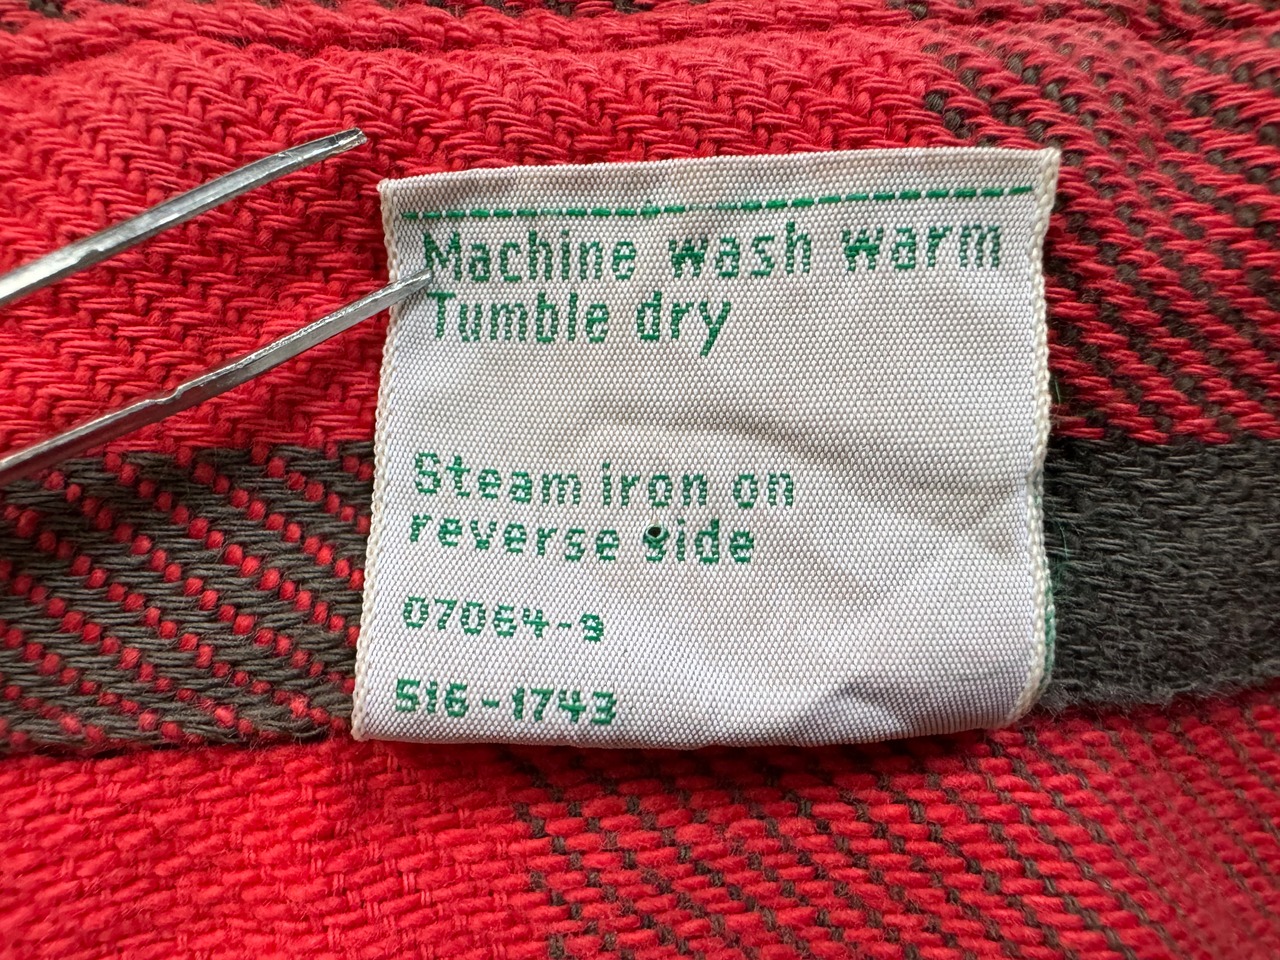 Machine wash warm
Tumble dry
Steam iron on
reverse side
07064-9
516-1743